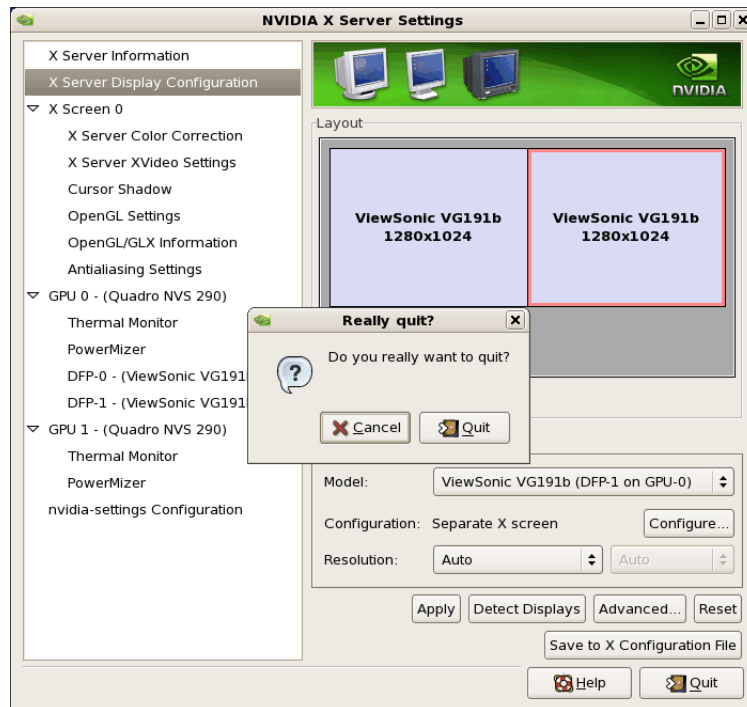 NVIDIA X Server Settings
X Server Information
X Server Display Configuration
X Screen 0
X Server Color Correction
X Server XVideo Settings
Cursor Shadow
OpenGL Settings
OpenGL/GLX Information
Antialiasing Settings
GPU 0 - (Quadro NVS 290)
Thermal Monitor
PowerMizer
DFP-0 - (ViewSonic VG191
DFP-1 - (ViewSonic VG191
GPU 1 - (Quadro NVS 290)
Thermal Monitor
PowerMizer
nvidia-settings Configuration
NVIDIA
Layout
ViewSonic VG191b
1280x1024
ViewSonic VG191b
1280x1024
Really quit?
Do you really want to quit?
Cancel
Quit
Model:
ViewSonic VG191b (DFP-1 on GPU-0)
Configuration:
Separate X screen
Configure...
Resolution:
Auto
Auto
Apply
Detect Displays
Advanced...
Reset
Save to X Configuration File
Help
Quit